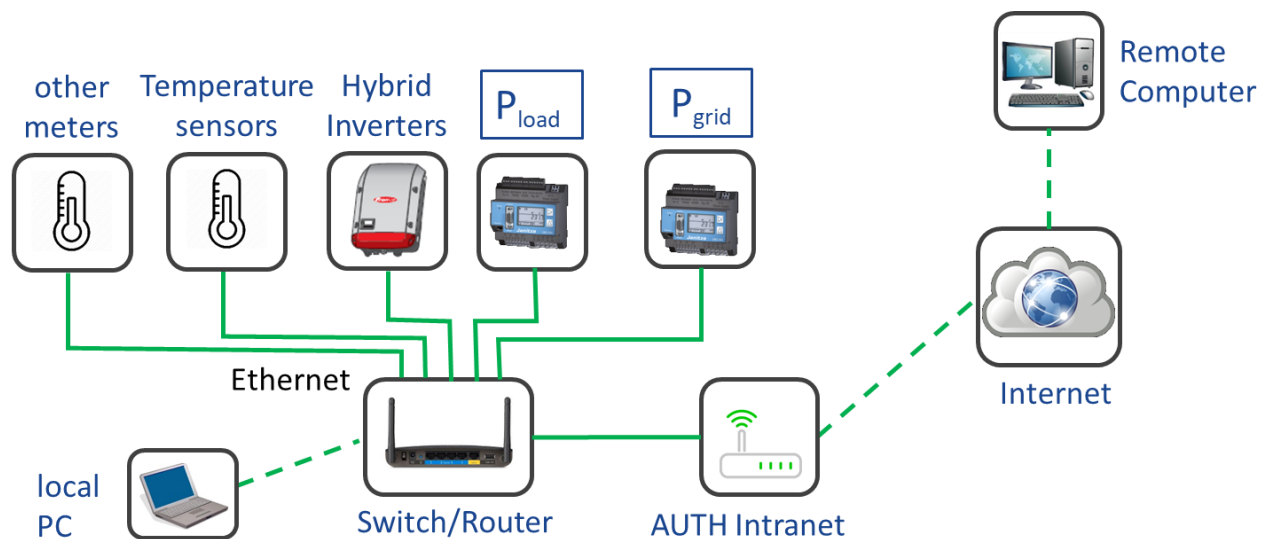 other
meters
Temperature
sensors
Hybrid
Inverters
Pload
Pgrid
Remote
Computer
Ethernet
Internet
local
PC
Switch/Router
AUTH Intranet